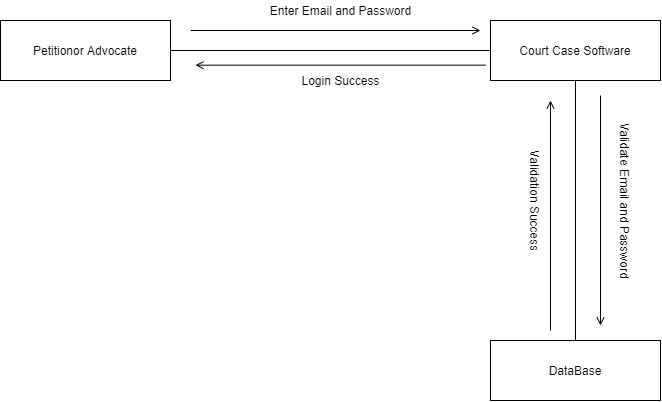 Enter Email and Password
Petitionor Advocate
Court Case Software
Login Success
Validate Email and Password
Validation Success
DataBase